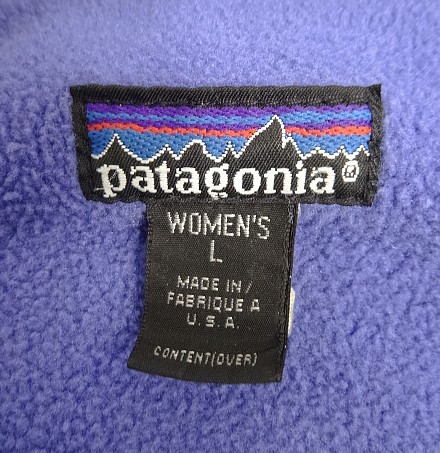 patagonia®
WOMEN'S
L
MADE IN/
FABRIQUE A
U.S.A.
CONTENT(OVER)